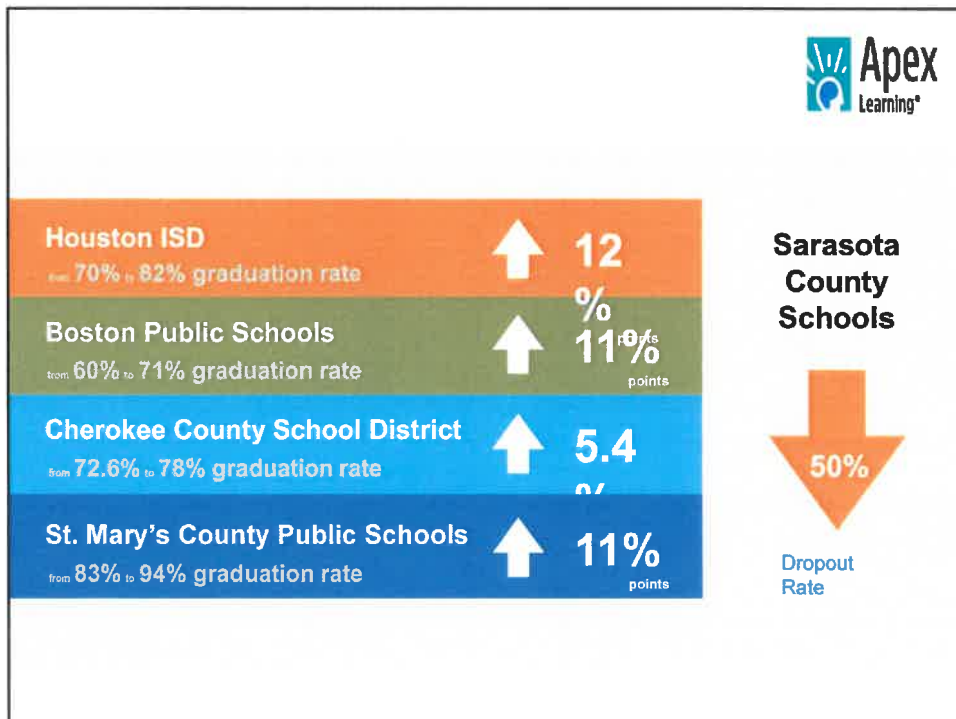 Apex
Learning®
Houston ISD
from 70% to 82% graduation rate
12
%
points
Boston Public Schools
from 60% to 71% graduation rate
11%
points
Cherokee County School District
from 72.6% to 78% graduation rate
5.4
%
St. Mary's County Public Schools
from 83% to 94% graduation rate
11%
points
Sarasota
County
Schools
50%
Dropout
Rate